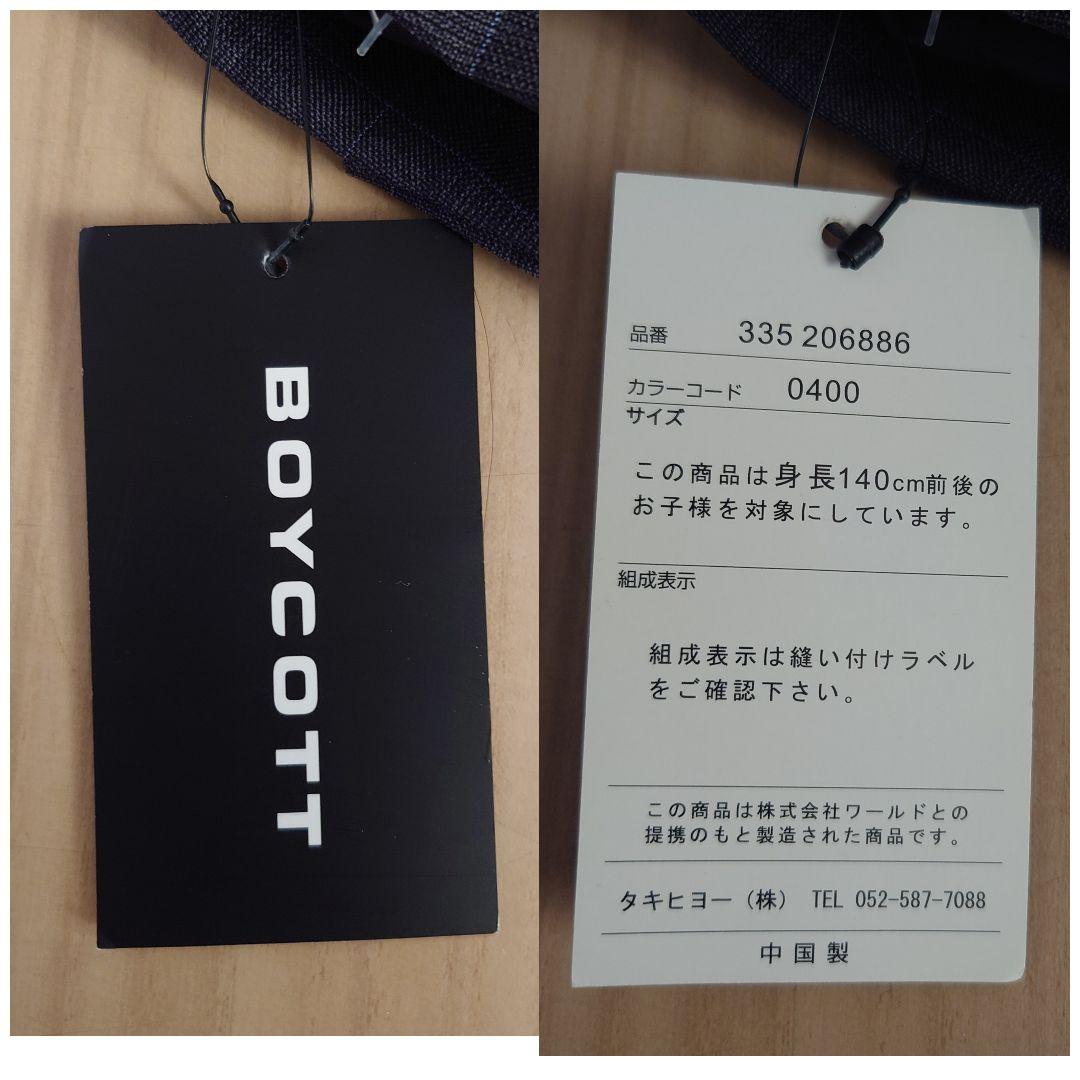 BOYCOTT
品番 335 206886
カラーコード 0400
サイズ
この商品は身長140cm前後の
お子様を対象にしています。
組成表示
組成表示は縫い付けラベル
をご確認下さい。
この商品は株式会社ワールドとの
提携のもと製造された商品です。
タキヒヨー（株） TEL 052-587-7088
中国製